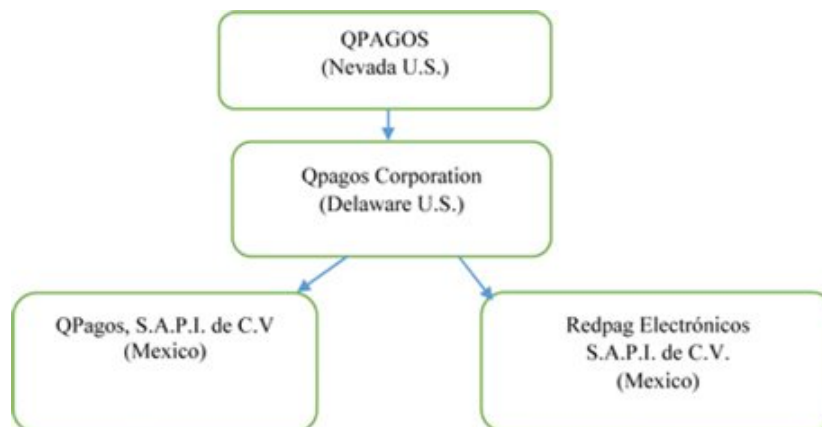 QPAGOS
(Nevada U.S.)
Qpagos Corporation
(Delaware U.S.)
QPagos, S.A.P.I. de C.V
(Mexico)
Redpag Electrónicos
S.A.P.I. de C.V.
(Mexico)